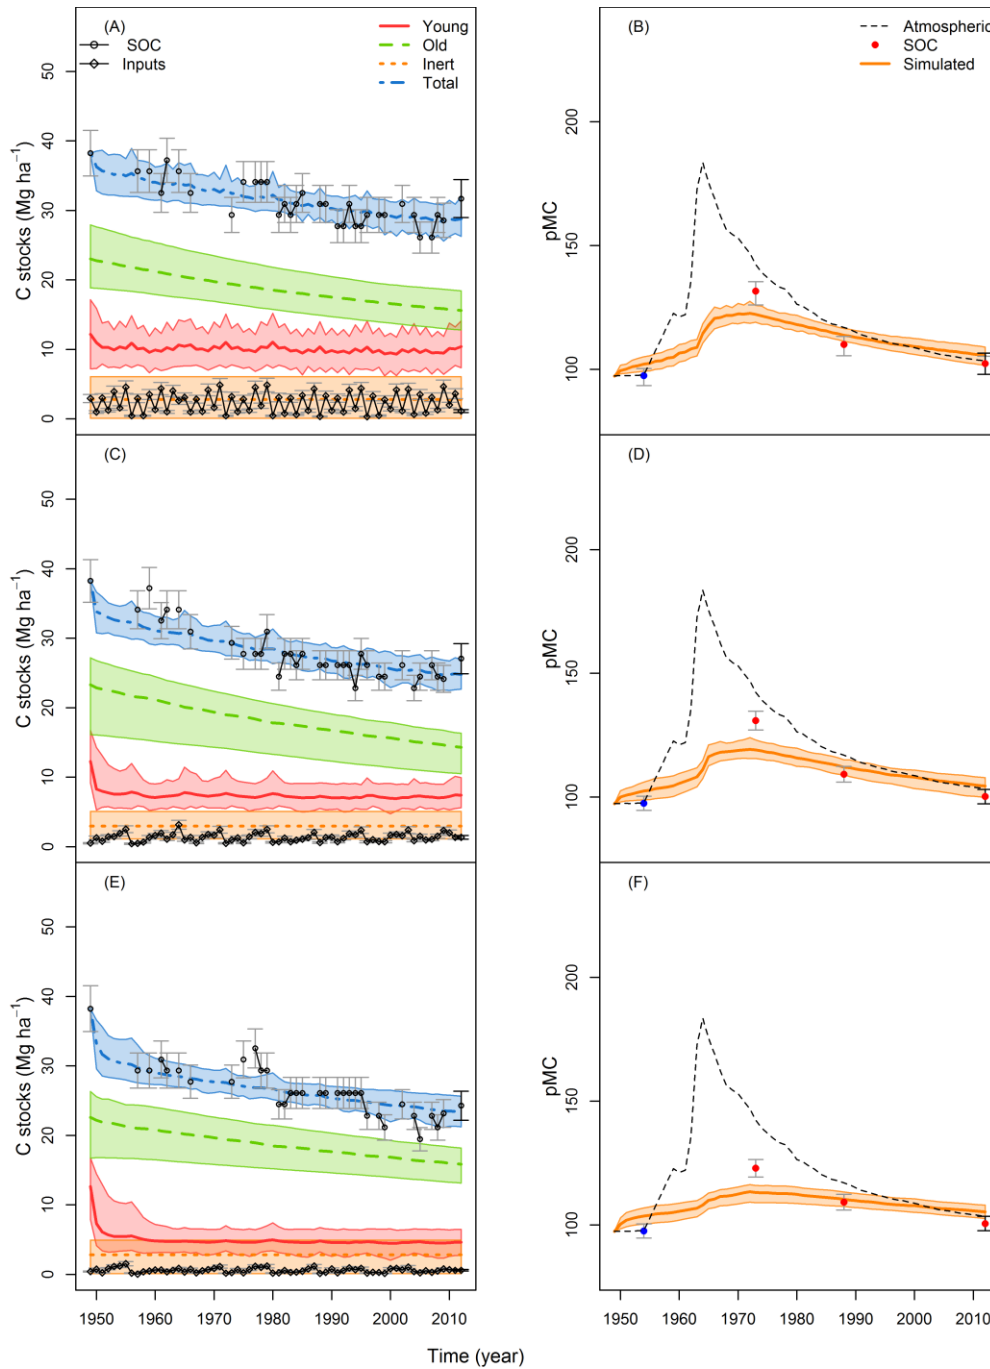 (A)
SOC
Inputs
Young
Old
Inert
Total
C stocks (Mg ha⁻¹)
0 10 20 30 40 50
(B)
Atmospheric
SOC
Simulated
pMC
100 150 200
(C)
C stocks (Mg ha⁻¹)
0 10 20 30 40 50
(D)
pMC
100 150 200
(E)
C stocks (Mg ha⁻¹)
0 10 20 30 40 50
1950 1960 1970 1980 1990 2000 2010
(F)
pMC
100 150 200
1950 1960 1970 1980 1990 2000 2010
Time (year)